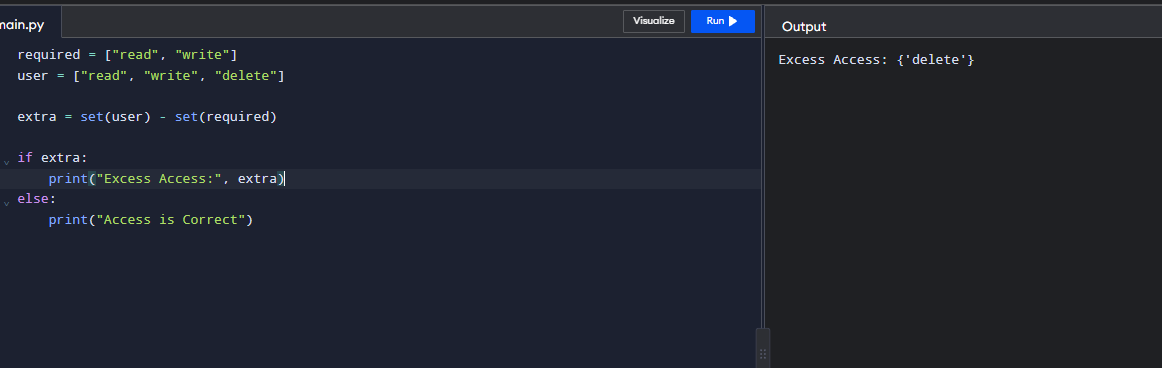 main.py
Visualize
Run
required = ["read", "write"]
user = ["read", "write", "delete"]
extra = set(user) - set(required)
if extra:
    print("Excess Access:", extra)
else:
    print("Access is Correct")
Output
Excess Access: {'delete'}